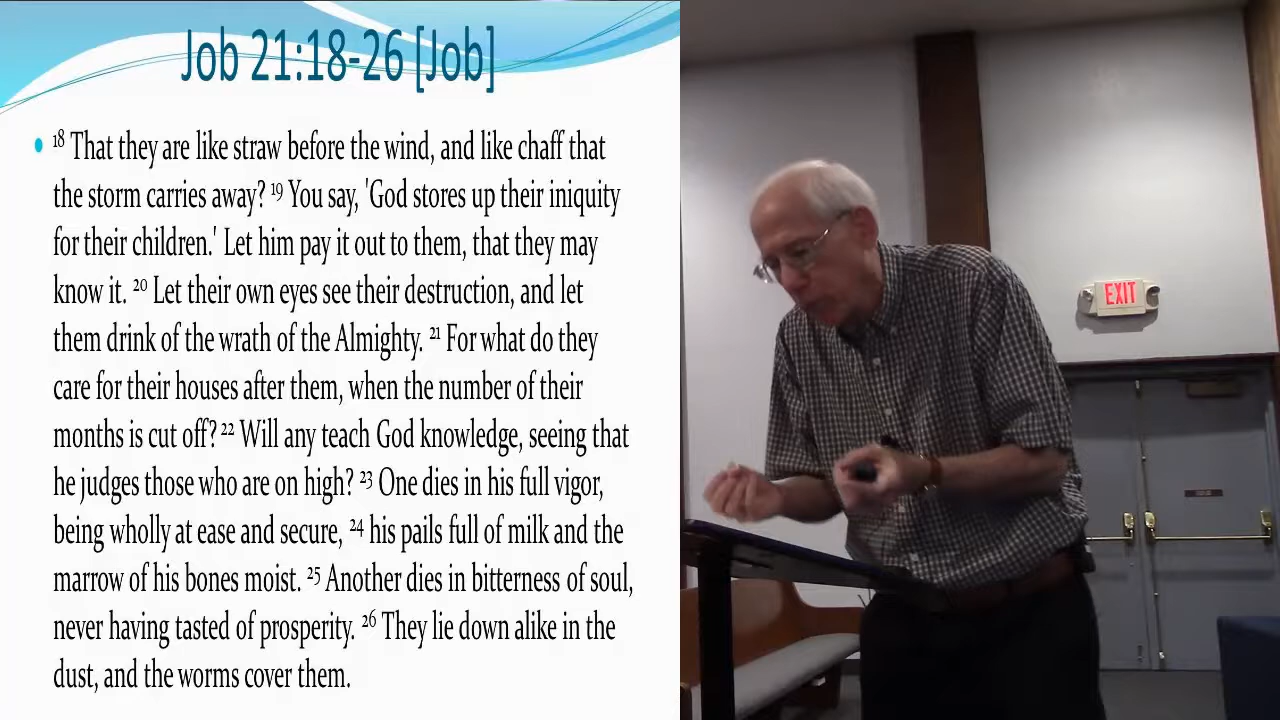 Job 21:18-26 [Job]
• ¹⁸ That they are like straw before the wind, and like chaff that
the storm carries away? ¹⁹ You say, 'God stores up their iniquity
for their children.' Let him pay it out to them, that they may
know it. ²⁰ Let their own eyes see their destruction, and let
them drink of the wrath of the Almighty. ²¹ For what do they
care for their houses after them, when the number of their
months is cut off? ²² Will any teach God knowledge, seeing that
he judges those who are on high? ²³ One dies in his full vigor,
being wholly at ease and secure, ²⁴ his pails full of milk and the
marrow of his bones moist. ²⁵ Another dies in bitterness of soul,
never having tasted of prosperity. ²⁶ They lie down alike in the
dust, and the worms cover them.
EXIT